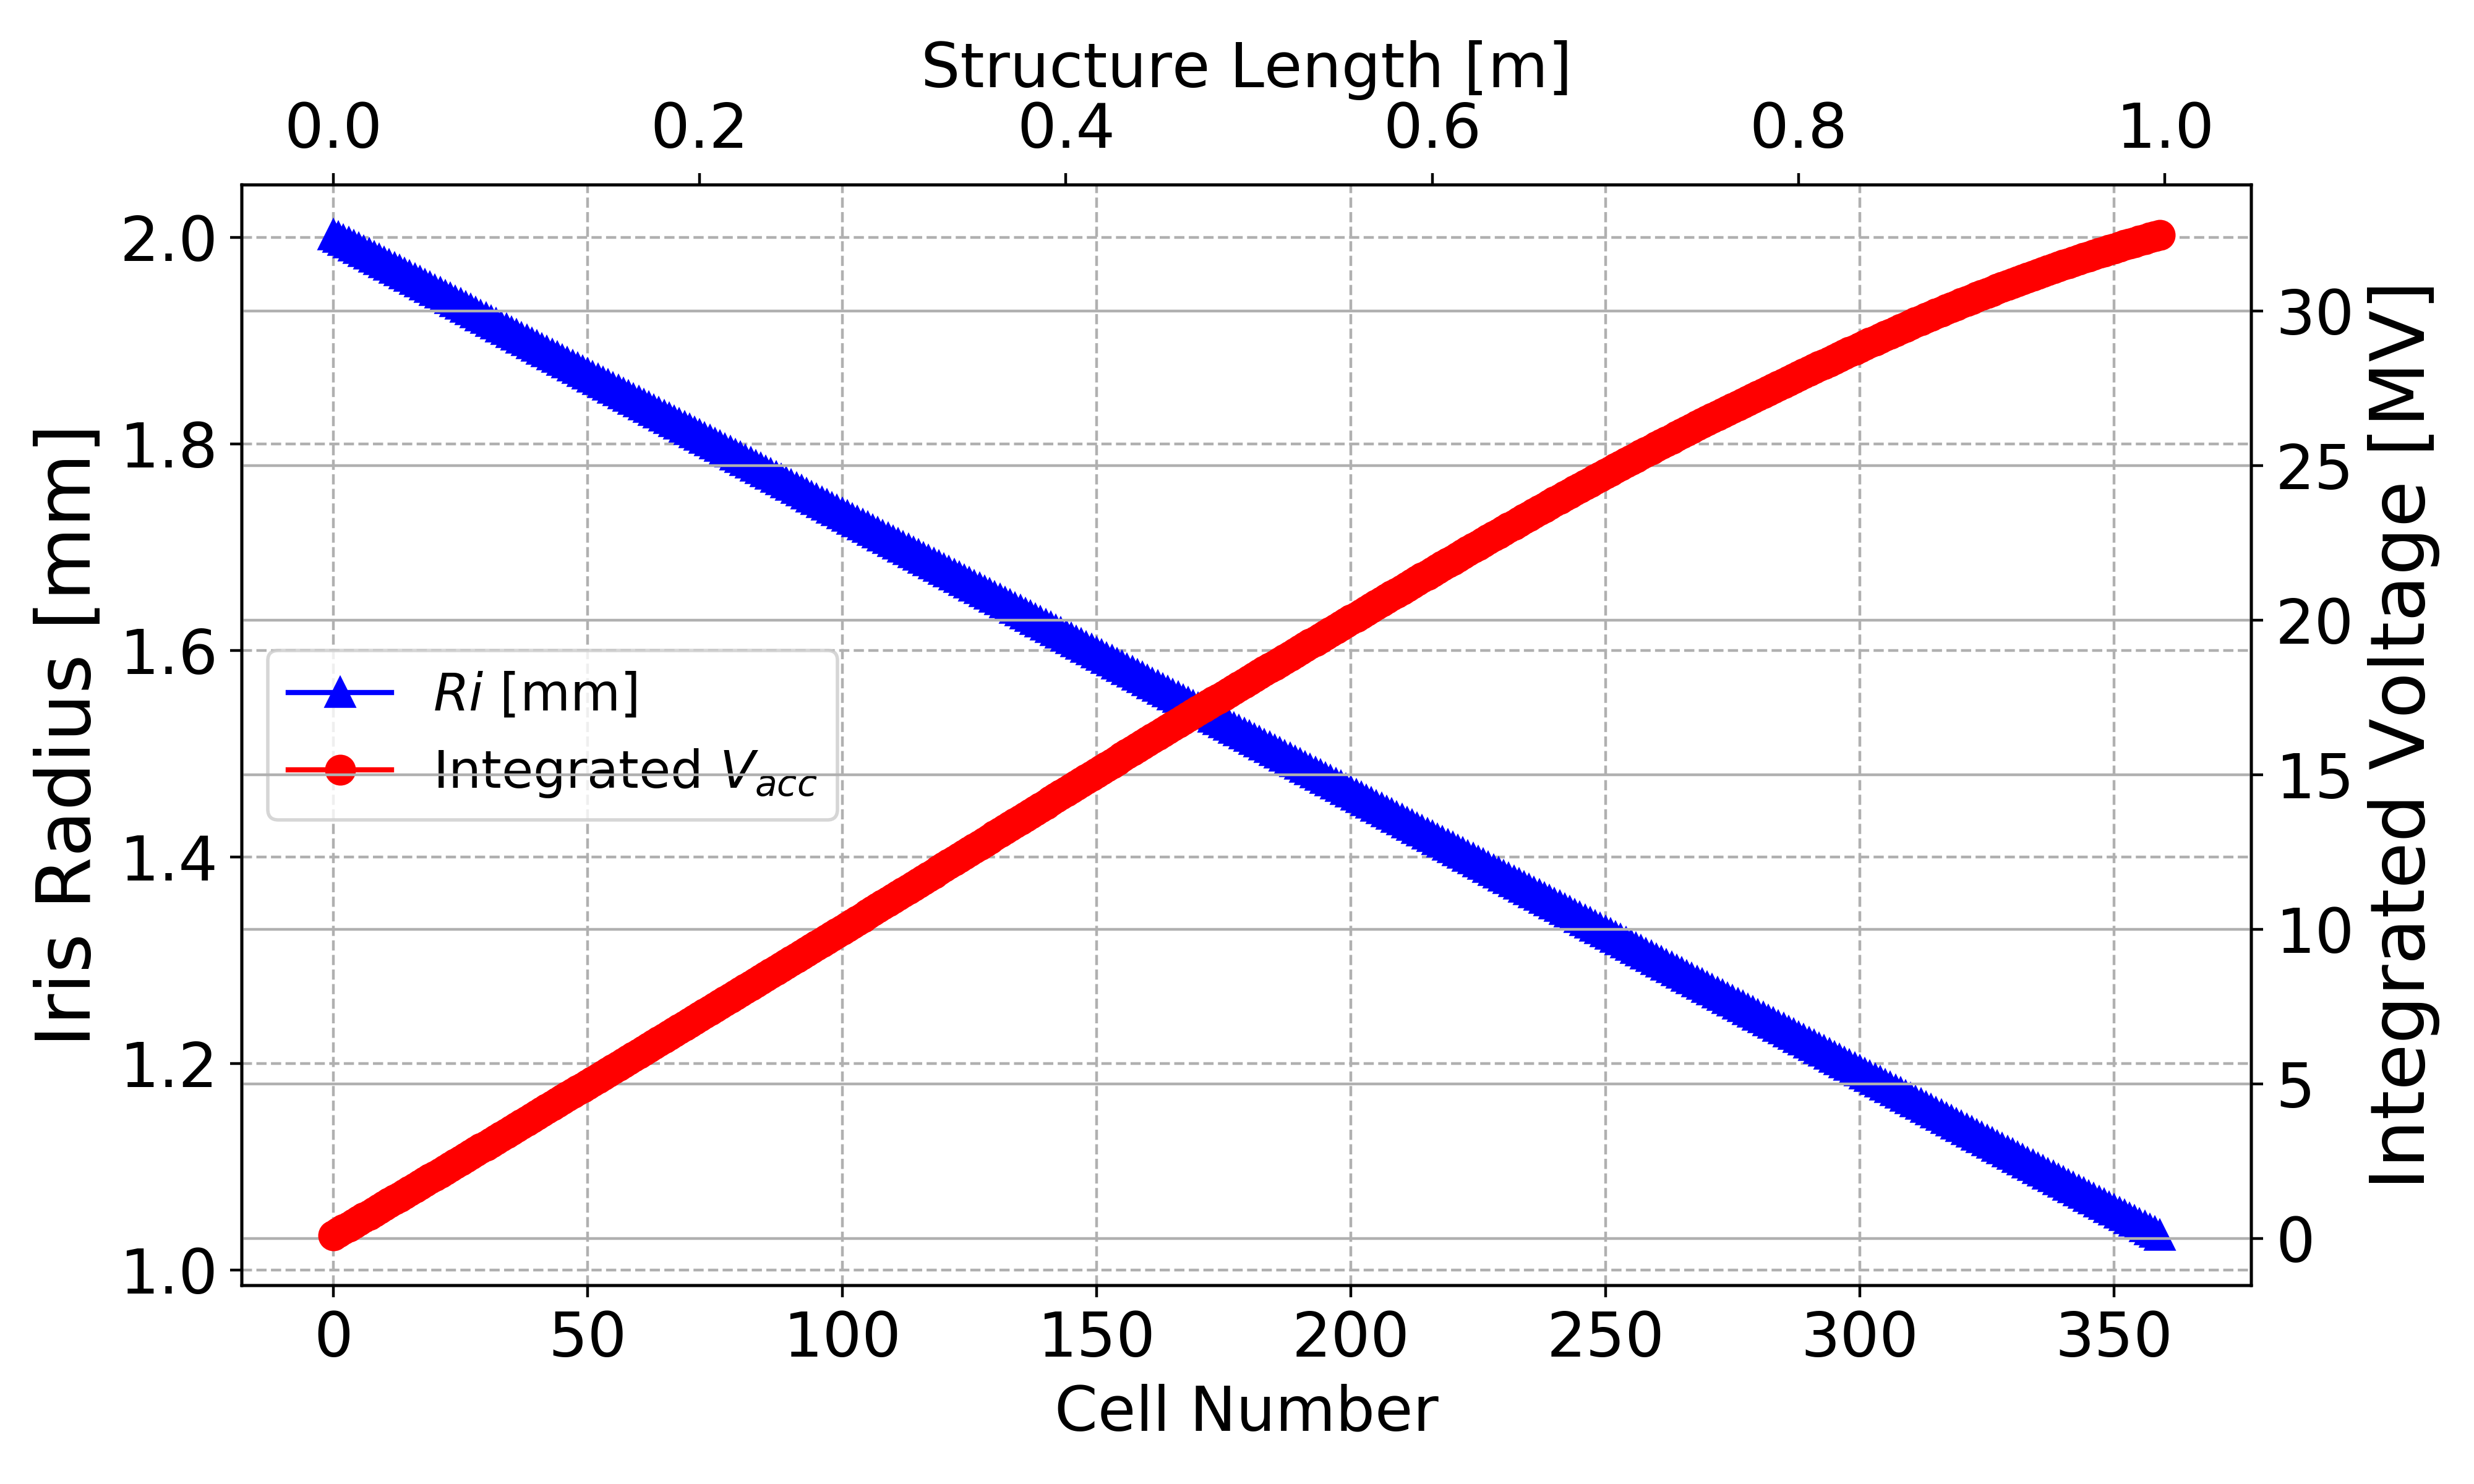 Structure Length [m]
0.0 0.2 0.4 0.6 0.8 1.0
Iris Radius [mm]
2.0
1.8
1.6
1.4
1.2
1.0
Ri [mm]
Integrated Vacc
30
25
20
15
10
5
0
Integrated Voltage [MV]
0 50 100 150 200 250 300 350
Cell Number